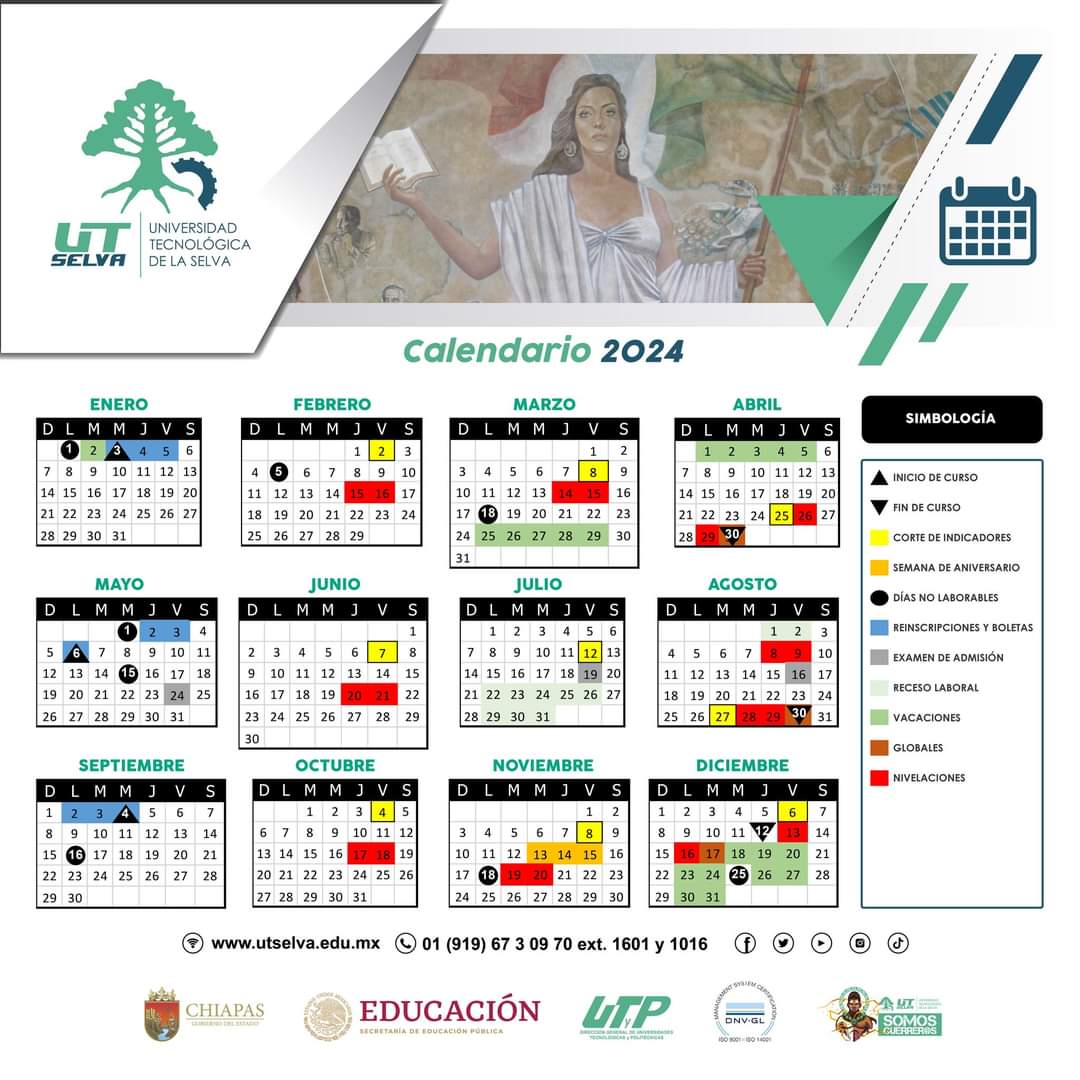 UT
SELVA
UNIVERSIDAD
TECNOLÓGICA
DE LA SELVA
Calendario 2024
ENERO
D L M M J V S
1 2 3 4 5 6
7 8 9 10 11 12 13
14 15 16 17 18 19 20
21 22 23 24 25 26 27
28 29 30 31
FEBRERO
D L M M J V S
1 2 3
4 5 6 7 8 9 10
11 12 13 14 15 16 17
18 19 20 21 22 23 24
25 26 27 28 29
MARZO
D L M M J V S
1 2
3 4 5 6 7 8 9
10 11 12 13 14 15 16
17 18 19 20 21 22 23
24 25 26 27 28 29 30
31
ABRIL
D L M M J V S
1 2 3 4 5 6
7 8 9 10 11 12 13
14 15 16 17 18 19 20
21 22 23 24 25 26 27
28 29 30
MAYO
D L M M J V S
1 2 3 4
5 6 7 8 9 10 11
12 13 14 15 16 17 18
19 20 21 22 23 24 25
26 27 28 29 30 31
JUNIO
D L M M J V S
1
2 3 4 5 6 7 8
9 10 11 12 13 14 15
16 17 18 19 20 21 22
23 24 25 26 27 28 29
30
JULIO
D L M M J V S
1 2 3 4 5 6
7 8 9 10 11 12 13
14 15 16 17 18 19 20
21 22 23 24 25 26 27
28 29 30 31
AGOSTO
D L M M J V S
1 2 3
4 5 6 7 8 9 10
11 12 13 14 15 16 17
18 19 20 21 22 23 24
25 26 27 28 29 30 31
SEPTIEMBRE
D L M M J V S
1 2 3 4 5 6 7
8 9 10 11 12 13 14
15 16 17 18 19 20 21
22 23 24 25 26 27 28
29 30
OCTUBRE
D L M M J V S
1 2 3 4 5
6 7 8 9 10 11 12
13 14 15 16 17 18 19
20 21 22 23 24 25 26
27 28 29 30 31
NOVIEMBRE
D L M M J V S
1 2
3 4 5 6 7 8 9
10 11 12 13 14 15 16
17 18 19 20 21 22 23
24 25 26 27 28 29 30
DICIEMBRE
D L M M J V S
1 2 3 4 5 6 7
8 9 10 11 12 13 14
15 16 17 18 19 20 21
22 23 24 25 26 27 28
29 30 31
SIMBOLOGÍA
INICIO DE CURSO
FIN DE CURSO
CORTE DE INDICADORES
SEMANA DE ANIVERSARIO
DÍAS NO LABORABLES
REINSCRIPCIONES Y BOLETAS
EXAMEN DE ADMISIÓN
RECESO LABORAL
VACACIONES
GLOBALES
NIVELACIONES
www.utselva.edu.mx 01 (919) 67 3 09 70 ext. 1601 y 1016
CHIAPAS
GOBIERNO DEL ESTADO
EDUCACIÓN
SECRETARÍA DE EDUCACIÓN PÚBLICA
UTyP
DIRECCIÓN GENERAL DE UNIVERSIDADES
TECNOLÓGICAS y POLITÉCNICAS
MANAGEMENT SYSTEM CERTIFICATION
DNV·GL
ISO 9001 - ISO 14001
UT
SELVA
SOMOS
GUERREROS